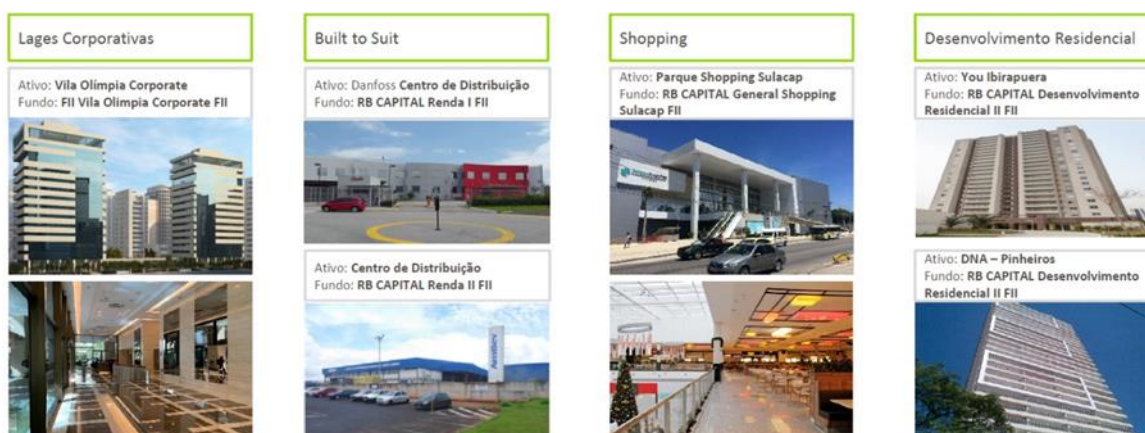 Lages Corporativas
Ativo: Vila Olímpia Corporate
Fundo: FII Vila Olimpia Corporate FII
Built to Suit
Ativo: Danfoss Centro de Distribuição
Fundo: RB CAPITAL Renda I FII
Ativo: Centro de Distribuição
Fundo: RB CAPITAL Renda II FII
Ambev
Shopping
Ativo: Parque Shopping Sulacap
Fundo: RB CAPITAL General Shopping
Sulacap FII
Desenvolvimento Residencial
Ativo: You Ibirapuera
Fundo: RB CAPITAL Desenvolvimento
Residencial II FII
Ativo: DNA – Pinheiros
Fundo: RB CAPITAL Desenvolvimento
Residencial II FII